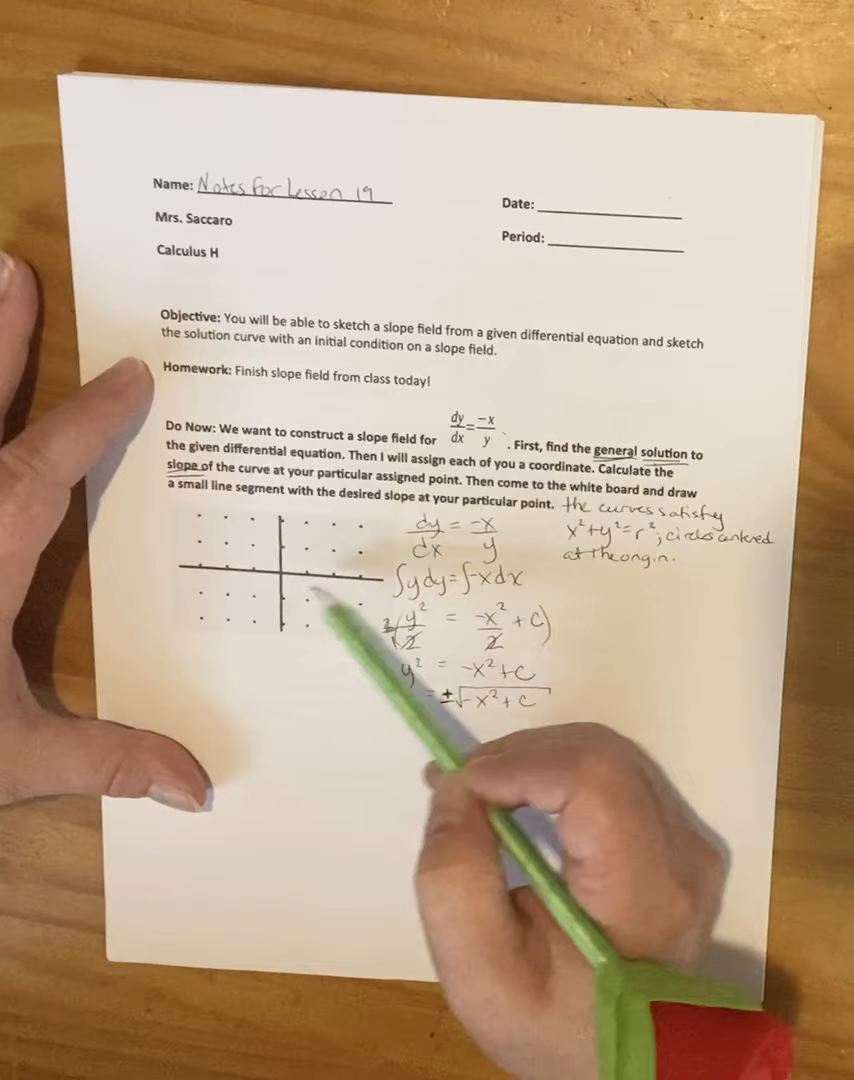 Name: Notes for Lesson 19
Date:
Mrs. Saccaro
Period:
Calculus H
Objective: You will be able to sketch a slope field from a given differential equation and sketch
the solution curve with an initial condition on a slope field.
Homework: Finish slope field from class today!
Do Now: We want to construct a slope field for dy/dx = -x/y . First, find the general solution to
the given differential equation. Then I will assign each of you a coordinate. Calculate the
slope of the curve at your particular assigned point. Then come to the white board and draw
a small line segment with the desired slope at your particular point.
the curves satisfy
x²+y²=r²; circles centered
at the origin.
dy/dx = -x/y
∫ydy=∫-xdx
2(y²/2 = -x²/2 + C)
y² = -x²+C
= ±√-x²+C